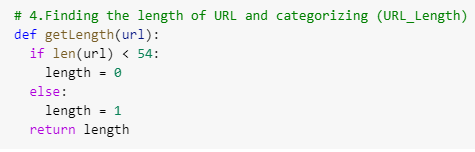 # 4.Finding the length of URL and categorizing (URL_Length)
def getLength(url):
  if len(url) < 54:
    length = 0
  else:
    length = 1
  return length